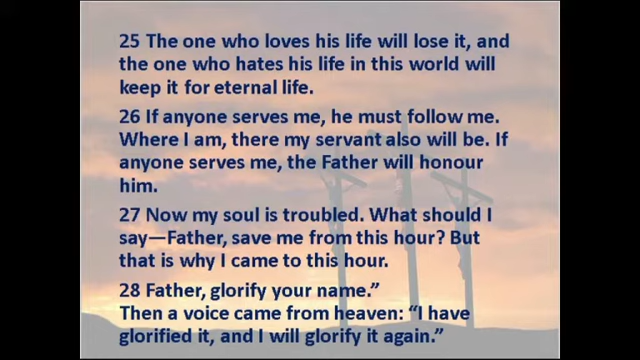 25 The one who loves his life will lose it, and
the one who hates his life in this world will
keep it for eternal life.
26 If anyone serves me, he must follow me.
Where I am, there my servant also will be. If
anyone serves me, the Father will honour
him.
27 Now my soul is troubled. What should I
say—Father, save me from this hour? But
that is why I came to this hour.
28 Father, glorify your name.”
Then a voice came from heaven: “I have
glorified it, and I will glorify it again.”